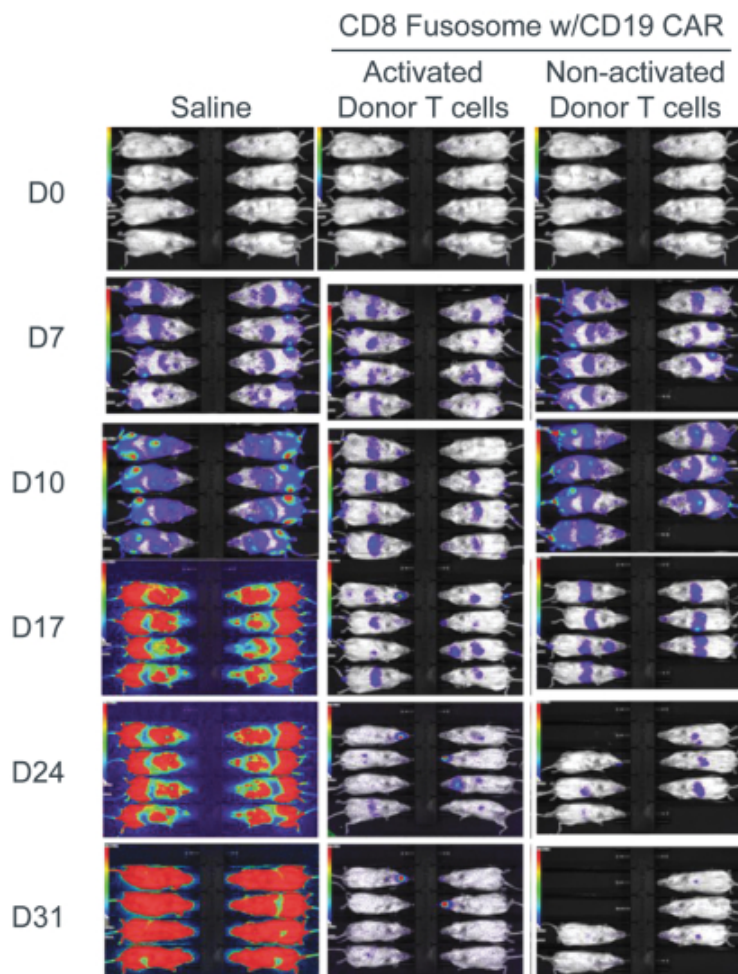 CD8 Fusosome w/CD19 CAR
Saline
Activated
Donor T cells
Non-activated
Donor T cells
D0
D7
D10
D17
D24
D31